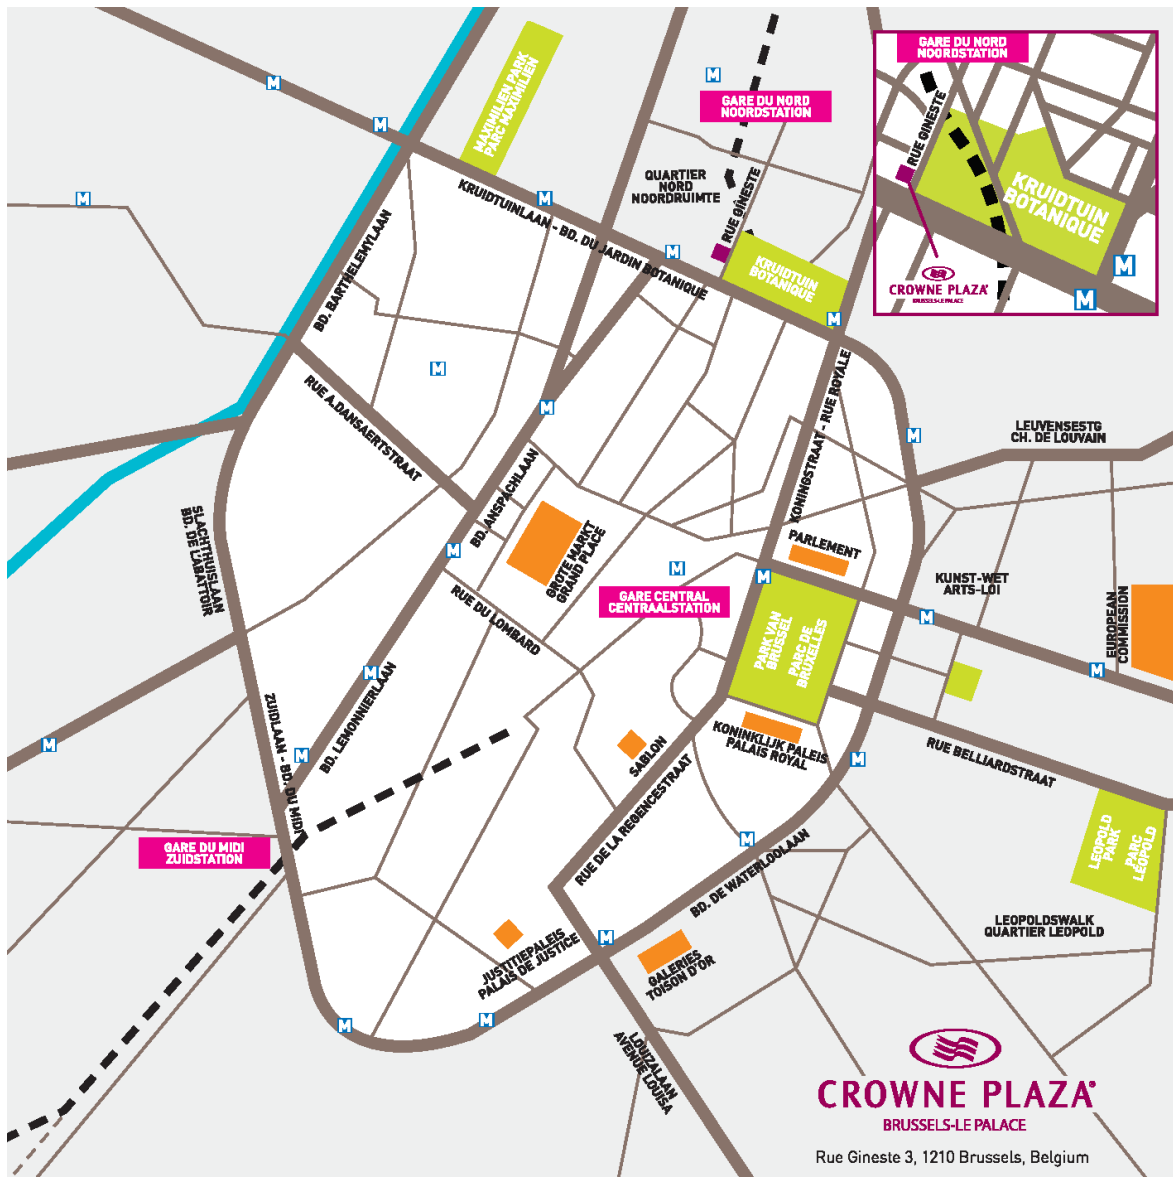 MAXIMILIEN PARK
PARC MAXIMILIEN
M
M
M
M
M
M
GARE DU NORD
NOORDSTATION
QUARTIER
NORD
NOORDRUIMTE
RUE GINESTE
KRUIDTUINLAAN - BD. DU JARDIN BOTANIQUE
KRUIDTUIN
BOTANIQUE
M
GARE DU NORD
NOORDSTATION
RUE GINESTE
KRUIDTUIN
BOTANIQUE
M
M
CROWNE PLAZA®
BRUSSELS-LE PALACE
BD. BARTHELEMYLAAN
RUE A.DANSAERTSTRAAT
M
M
M
KONINGSTRAAT - RUE ROYALE
LEUVENSESTG
CH. DE LOUVAIN
BD. ANSPACHLAAN
SLACHTHUISLAAN
BD. DE L'ABATTOIR
GROTE MARKT
GRAND PLACE
PARLEMENT
M
M
M
KUNST-WET
ARTS-LOI
GARE CENTRAL
CENTRAALSTATION
RUE DU LOMBARD
M
M
EUROPEAN
COMMISSION
PARK VAN
BRUSSEL
PARC DE
BRUXELLES
M
BD. LEMONNIERLAAN
M
M
ZUIDLAAN - BD. DU MIDI
SABLON
KONINKLIJK PALEIS
PALAIS ROYAL
M
RUE BELLIARDSTRAAT
RUE DE LA REGENCESTRAAT
GARE DU MIDI
ZUIDSTATION
M
BD. DE WATERLOOLAAN
LEOPOLD
PARK
PARC
LÉOPOLD
LEOPOLDSWALK
QUARTIER LEOPOLD
JUSTITIEPALEIS
PALAIS DE JUSTICE
M
GALERIES
TOISON D'OR
M
M
LOUIZALAAN
AVENUE LOUISA
CROWNE PLAZA®
BRUSSELS-LE PALACE
Rue Gineste 3, 1210 Brussels, Belgium